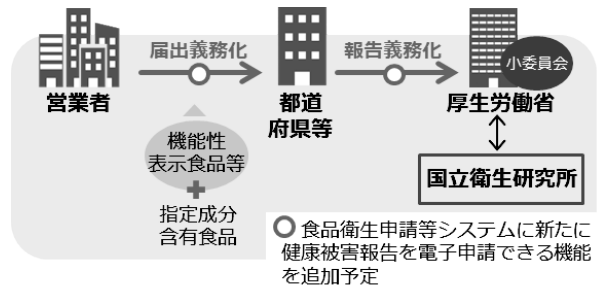 届出義務化
報告義務化
小委員会
営業者
都道
府県等
厚生労働省
機能性
表示食品等
+
指定成分
含有食品
国立衛生研究所
食品衛生申請等システムに新たに
健康被害報告を電子申請できる機能
を追加予定